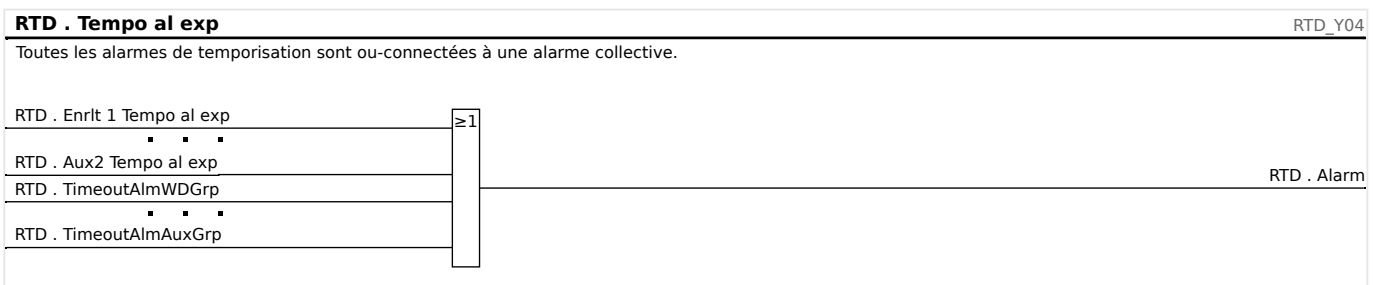 RTD . Tempo al exp
RTD_Y04
Toutes les alarmes de temporisation sont ou-connectées à une alarme collective.
RTD . Enrlt 1 Tempo al exp
≥1
RTD . Aux2 Tempo al exp
RTD . Alarm
RTD . TimeoutAlmWDGrp
RTD . TimeoutAlmAuxGrp